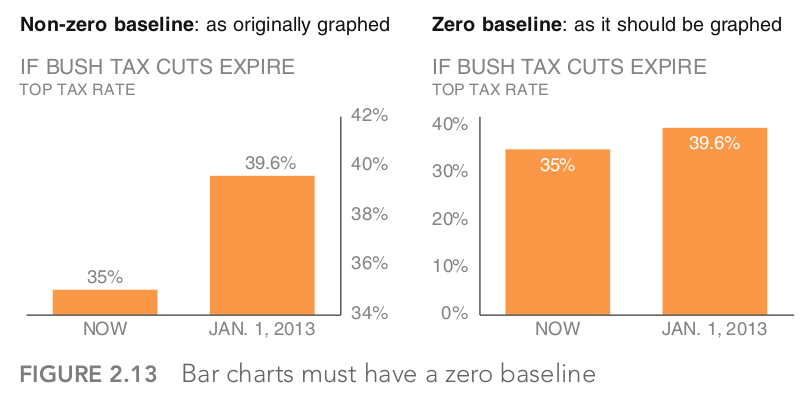 Non-zero baseline: as originally graphed
IF BUSH TAX CUTS EXPIRE
TOP TAX RATE
42%
40%
38%
36%
34%
39.6%
35%
NOW
JAN. 1, 2013
Zero baseline: as it should be graphed
IF BUSH TAX CUTS EXPIRE
TOP TAX RATE
40%
30%
20%
10%
0%
35%
39.6%
NOW
JAN. 1, 2013
FIGURE 2.13 Bar charts must have a zero baseline